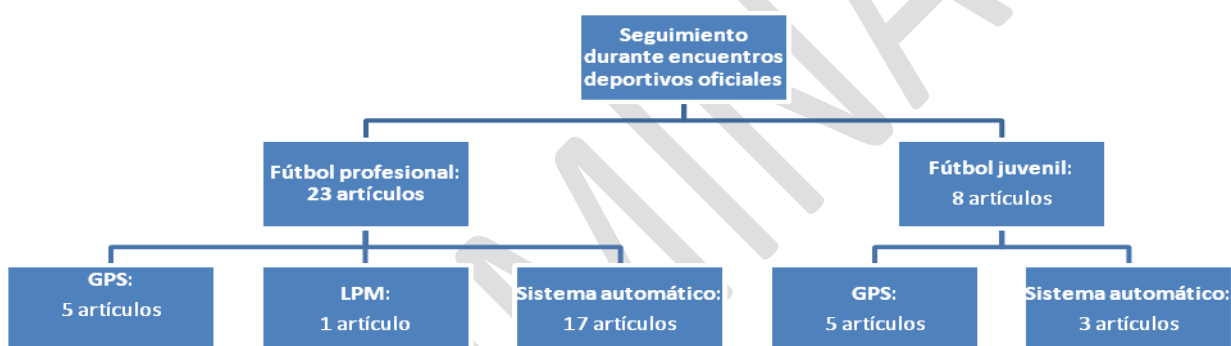 Seguimiento
durante encuentros
deportivos oficiales
Fútbol profesional:
23 artículos
Fútbol juvenil:
8 artículos
GPS:
5 artículos
LPM:
1 artículo
Sistema automático:
17 artículos
GPS:
5 artículos
Sistema automático:
3 artículos